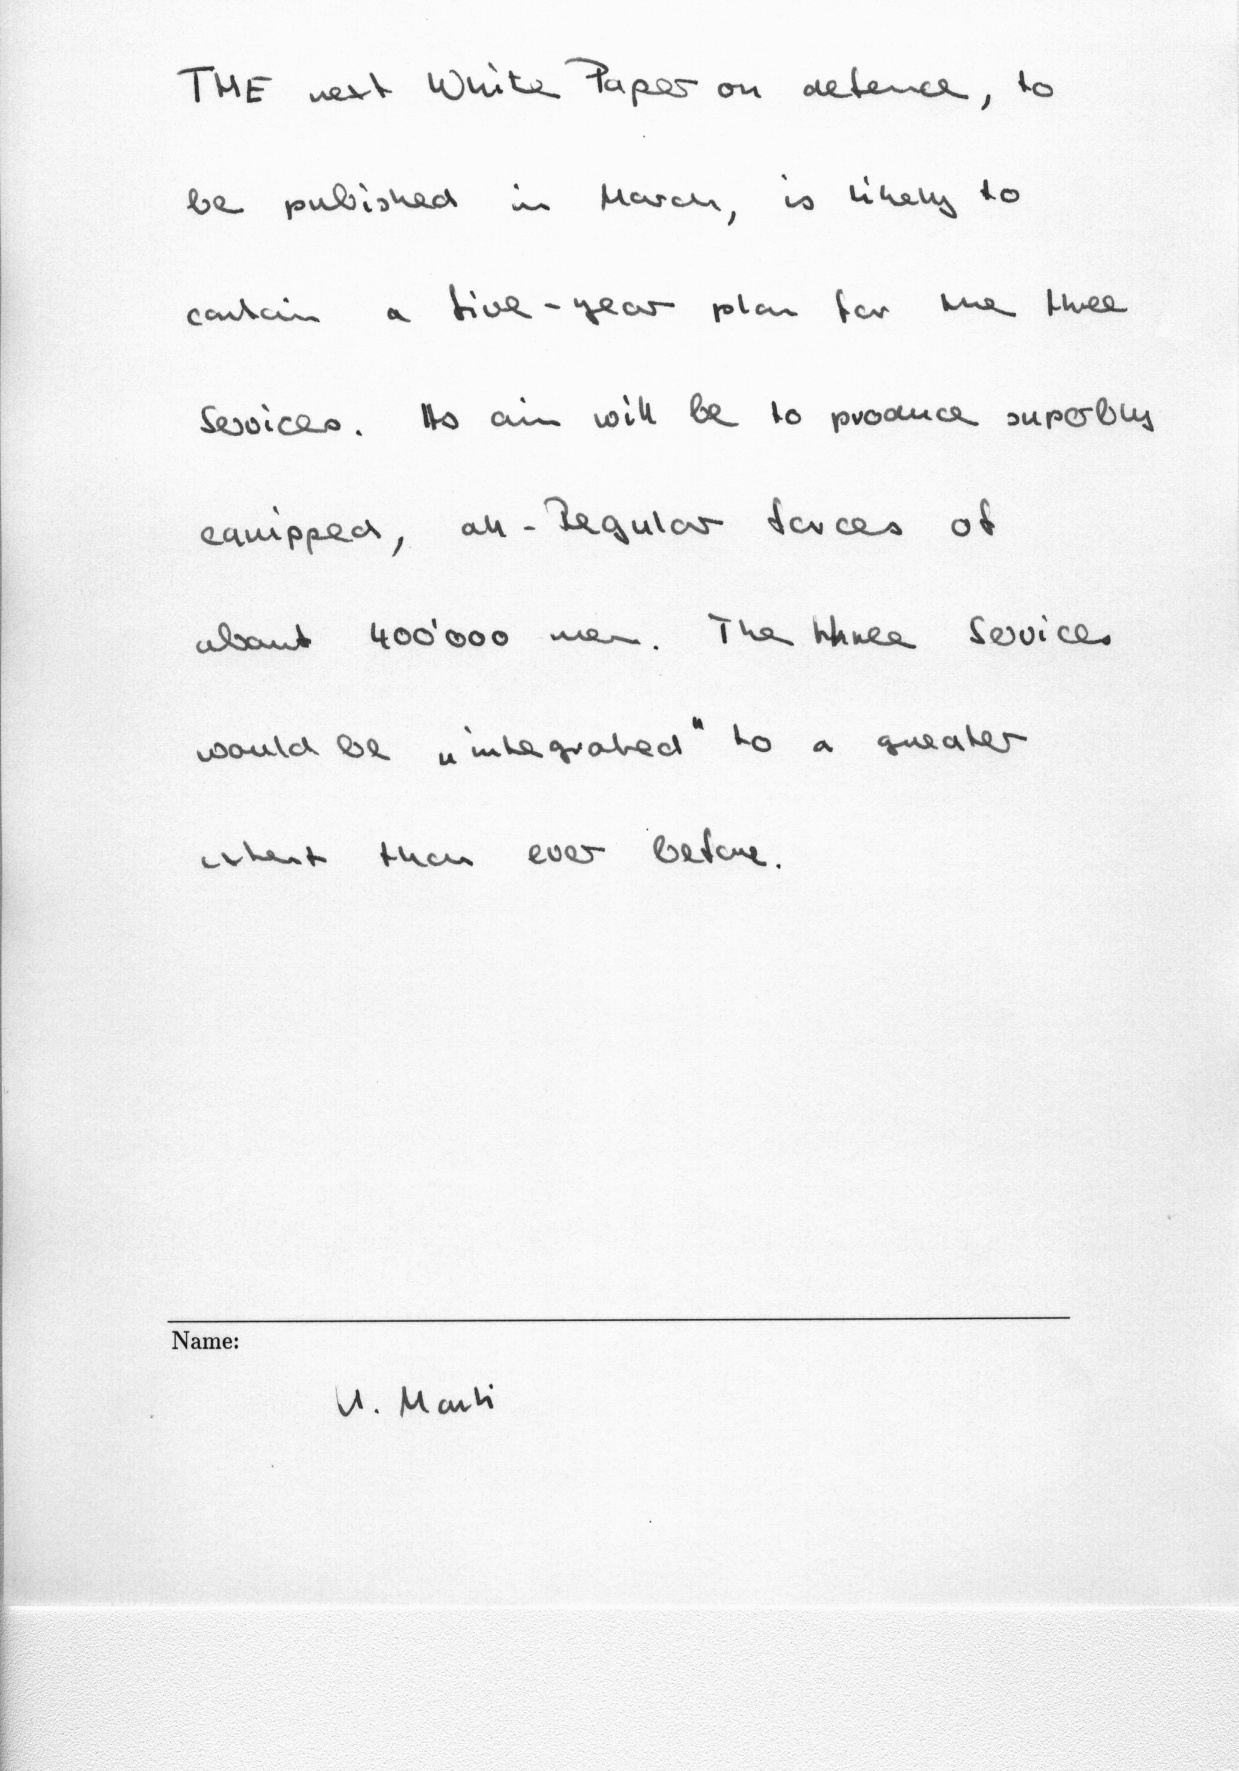 THE next White Paper on defence, to
be pubished in March, is likely to
contain a five-year plan for the three
Services. Its aim will be to produce superbly
equipped, all-Regular forces of
about 400'000 men. The three Services
would be „integrated" to a greater
extent than ever before.
Name:
U. Marti